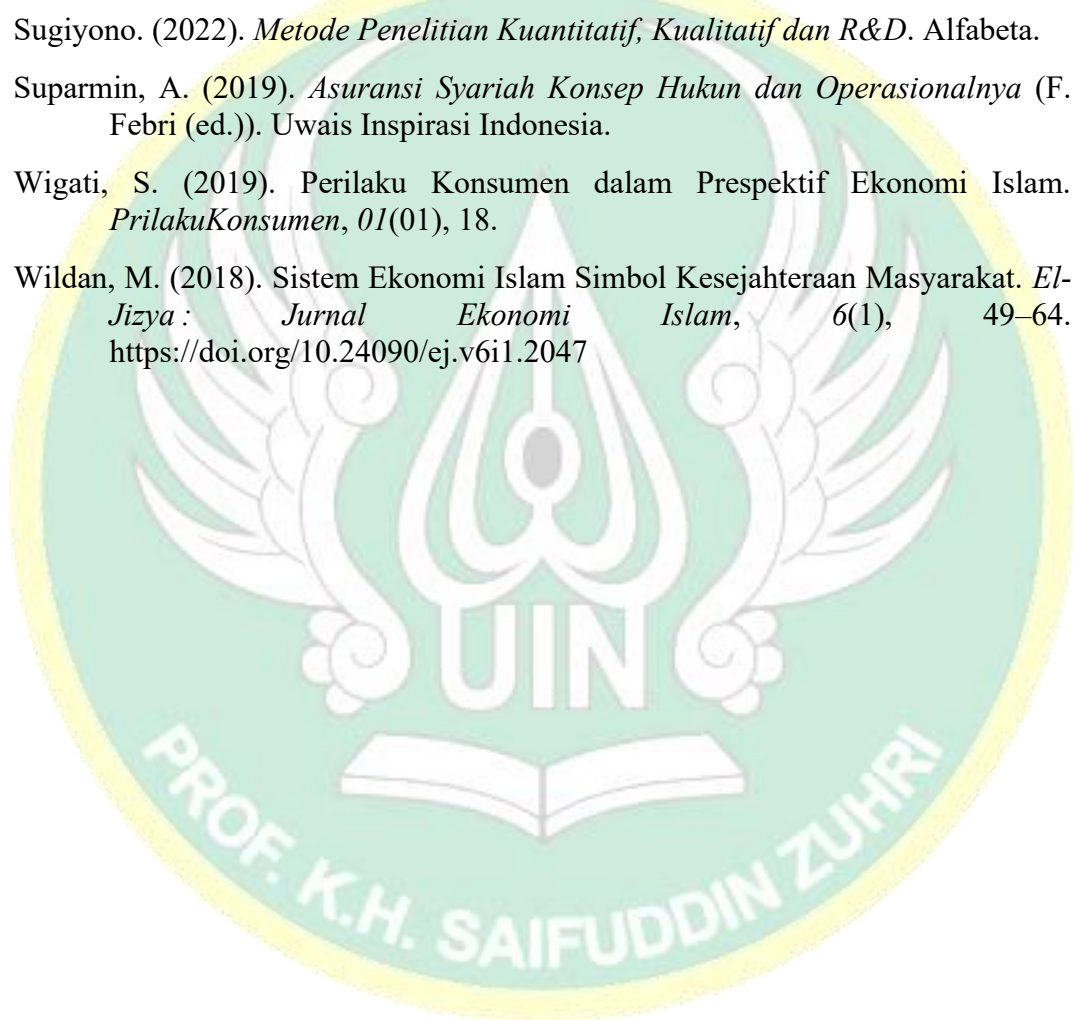 Sugiyono. (2022). Metode Penelitian Kuantitatif, Kualitatif dan R&D. Alfabeta.
Suparmin, A. (2019). Asuransi Syariah Konsep Hukun dan Operasionalnya (F.
Febri (ed.)). Uwais Inspirasi Indonesia.
Wigati, S. (2019). Perilaku Konsumen dalam Prespektif Ekonomi Islam.
PrilakuKonsumen, 01(01), 18.
Wildan, M. (2018). Sistem Ekonomi Islam Simbol Kesejahteraan Masyarakat. El-
Jizya : Jurnal Ekonomi Islam, 6(1), 49–64.
https://doi.org/10.24090/ej.v6i1.2047
UIN
PROF. K.H. SAIFUDDIN ZUHRI